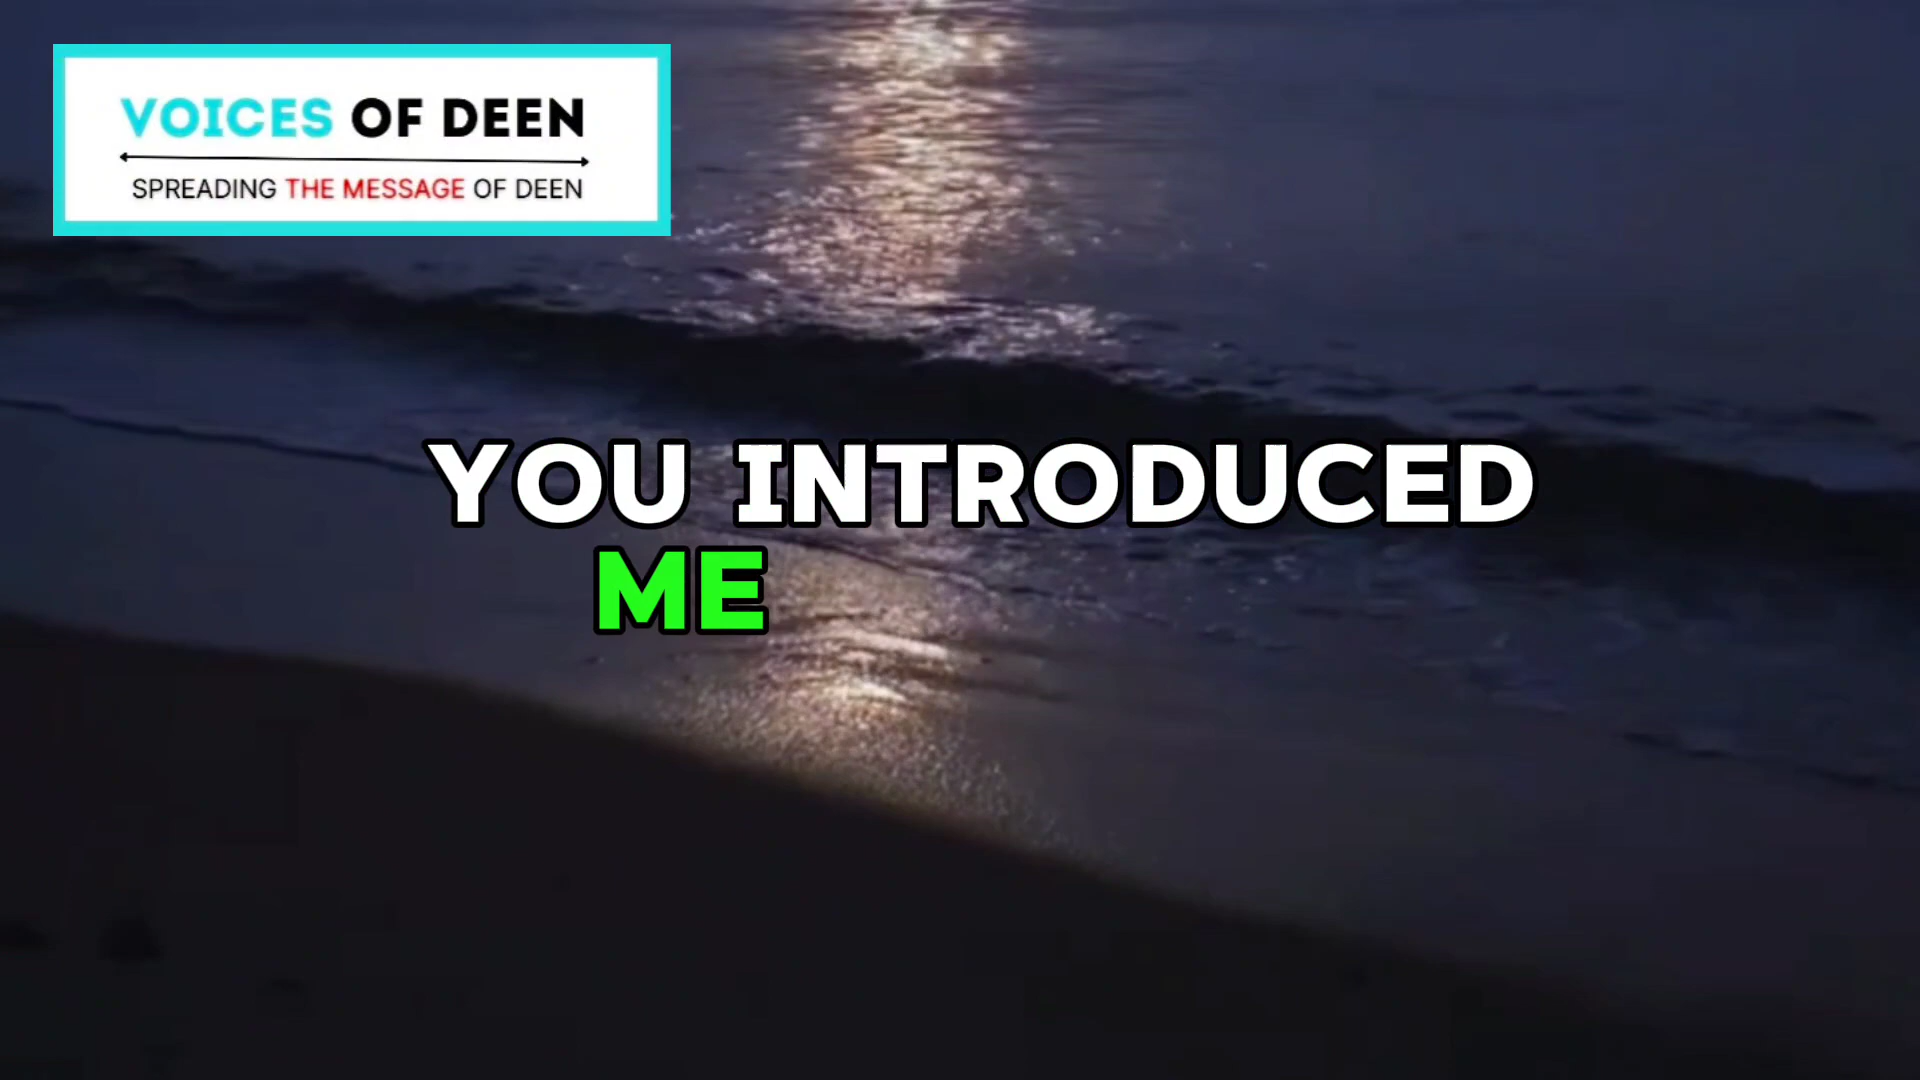 VOICES OF DEEN
SPREADING THE MESSAGE OF DEEN
YOU INTRODUCED
ME